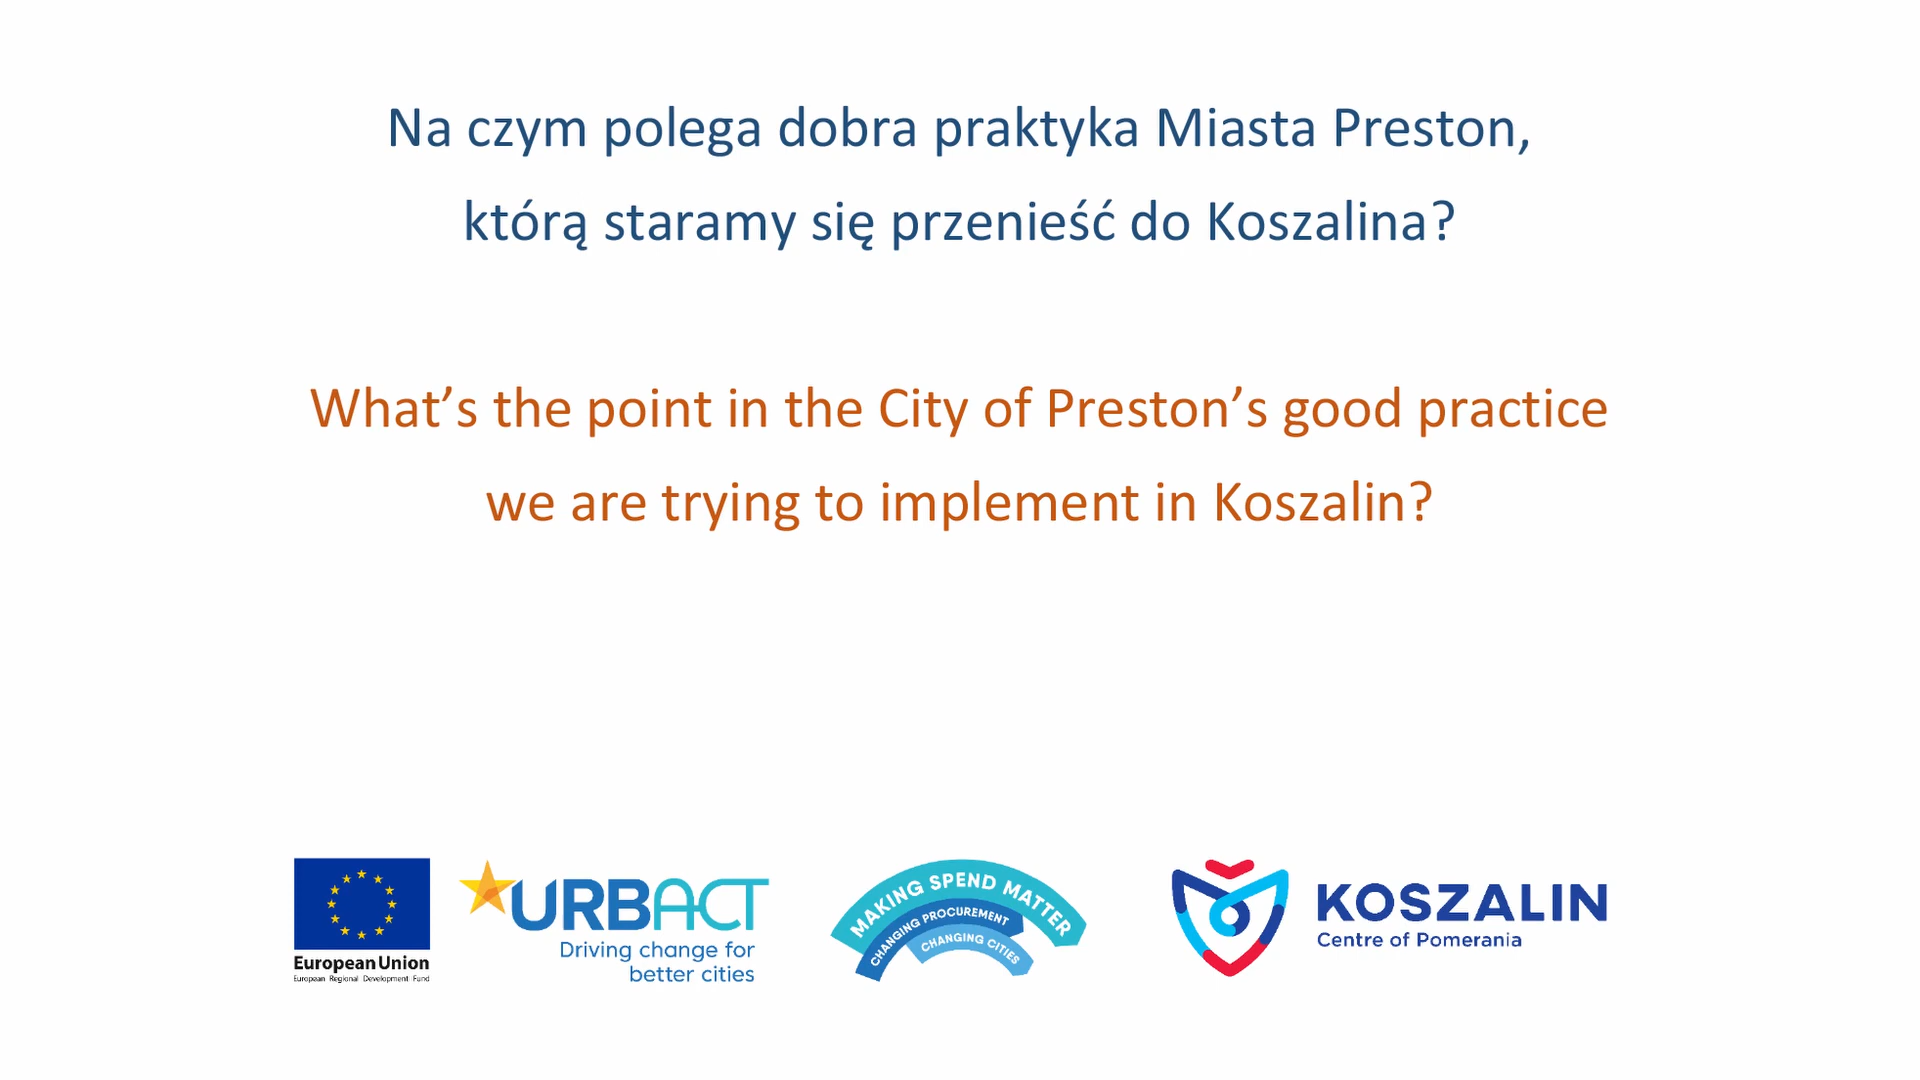 Na czym polega dobra praktyka Miasta Preston,
którą staramy się przenieść do Koszalina?
What’s the point in the City of Preston’s good practice
we are trying to implement in Koszalin?
European Union
European Regional Development Fund
URBACT
Driving change for
better cities
MAKING SPEND MATTER
CHANGING PROCUREMENT
CHANGING CITIES
KOSZALIN
Centre of Pomerania